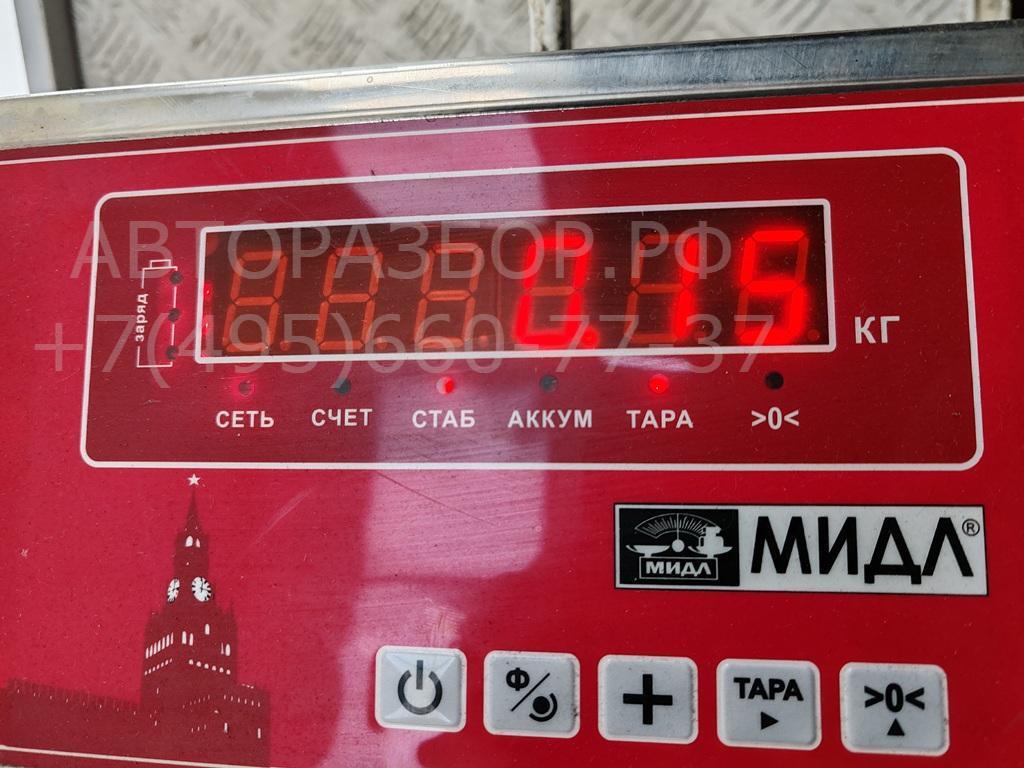 АВТОРАЗБОР.РФ
+7(495)660-77-37
заряд
0.15
КГ
СЕТЬ СЧЕТ СТАБ АККУМ ТАРА >0<
МИДЛ МИДЛ®
Ф
+
ТАРА
>0<